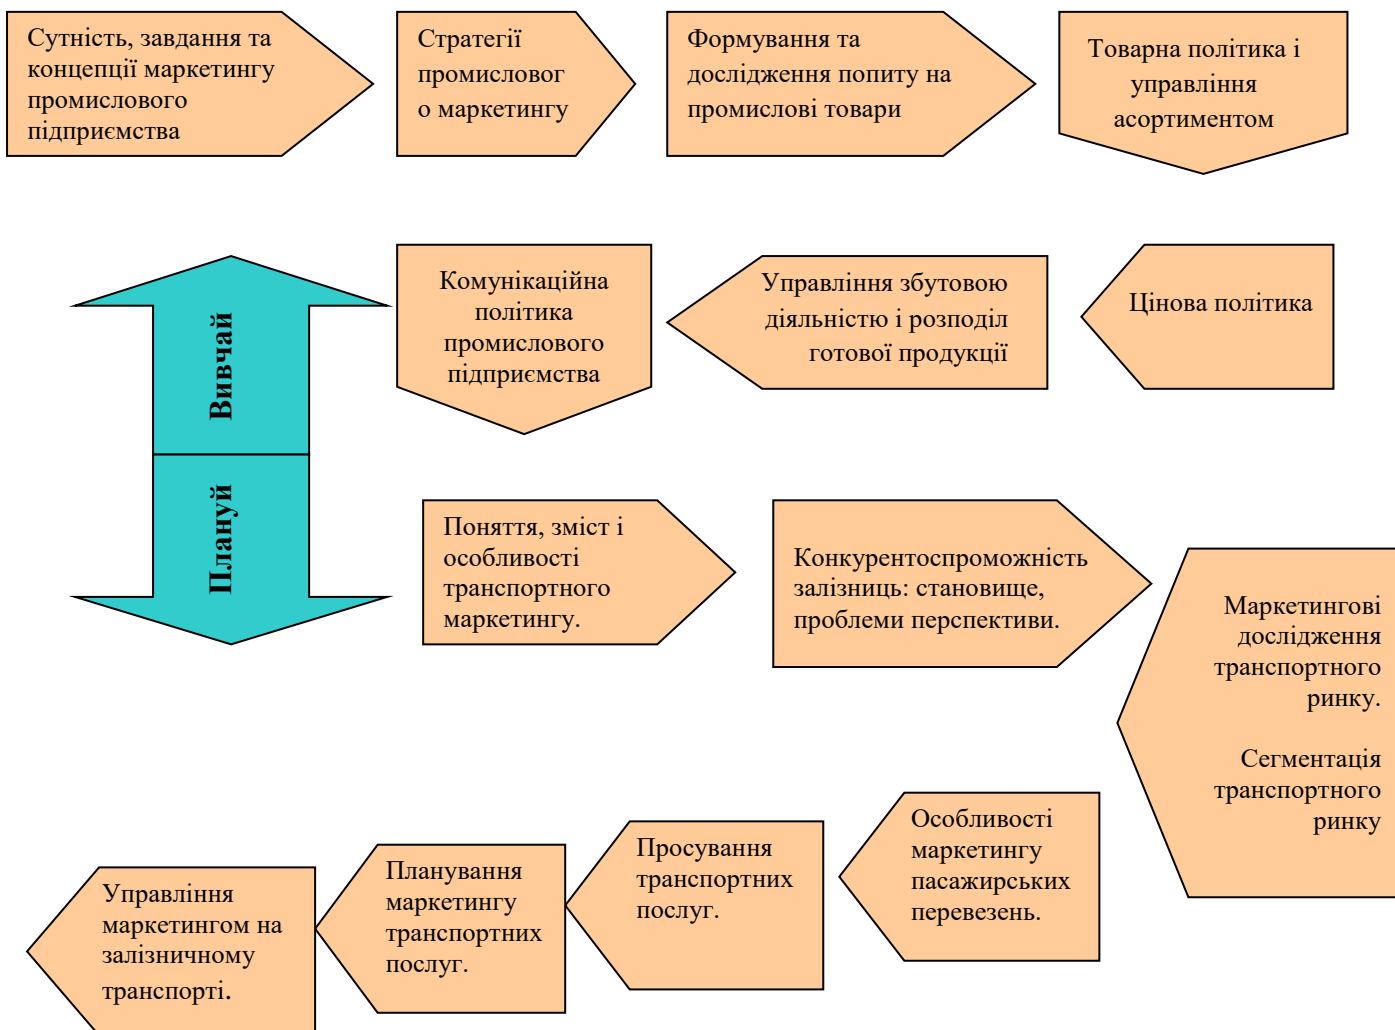 Сутність, завдання та
концепції маркетингу
промислового
підприємства
Стратегії
промисловог
о маркетингу
Формування та
дослідження попиту на
промислові товари
Товарна політика і
управління
асортиментом
Вивчай
Плануй
Комунікаційна
політика
промислового
підприємства
Управління збутовою
діяльністю і розподіл
готової продукції
Цінова політика
Поняття, зміст і
особливості
транспортного
маркетингу.
Конкурентоспроможність
залізниць: становище,
проблеми перспективи.
Маркетингові
дослідження
транспортного
ринку.
Сегментація
транспортного
ринку
Особливості
маркетингу
пасажирських
перевезень.
Просування
транспортних
послуг.
Планування
маркетингу
транспортних
послуг.
Управління
маркетингом на
залізничному
транспорті.